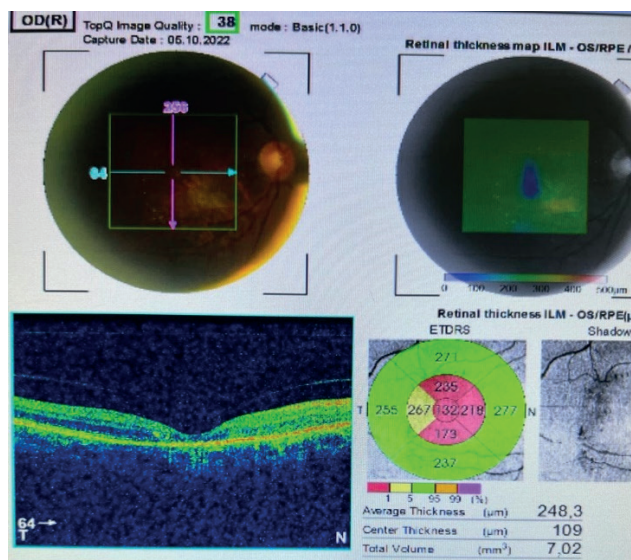 OD(R) TopQ Image Quality : 38 mode : Basic(1.1.0)
Capture Date : 05.10.2022
Retinal thickness map ILM - OS/RPE /
256
64
0 100 200 300 400 500μm
Retinal thickness ILM - OS/RPE(μ
ETDRS
Shadow
271
235
T 255 267 132 218 277 N
173
237
1 5 95 99 (%)
Average Thickness (μm) 248,3
Center Thickness (μm) 109
Total Volume (mm³) 7,02
64
T
N